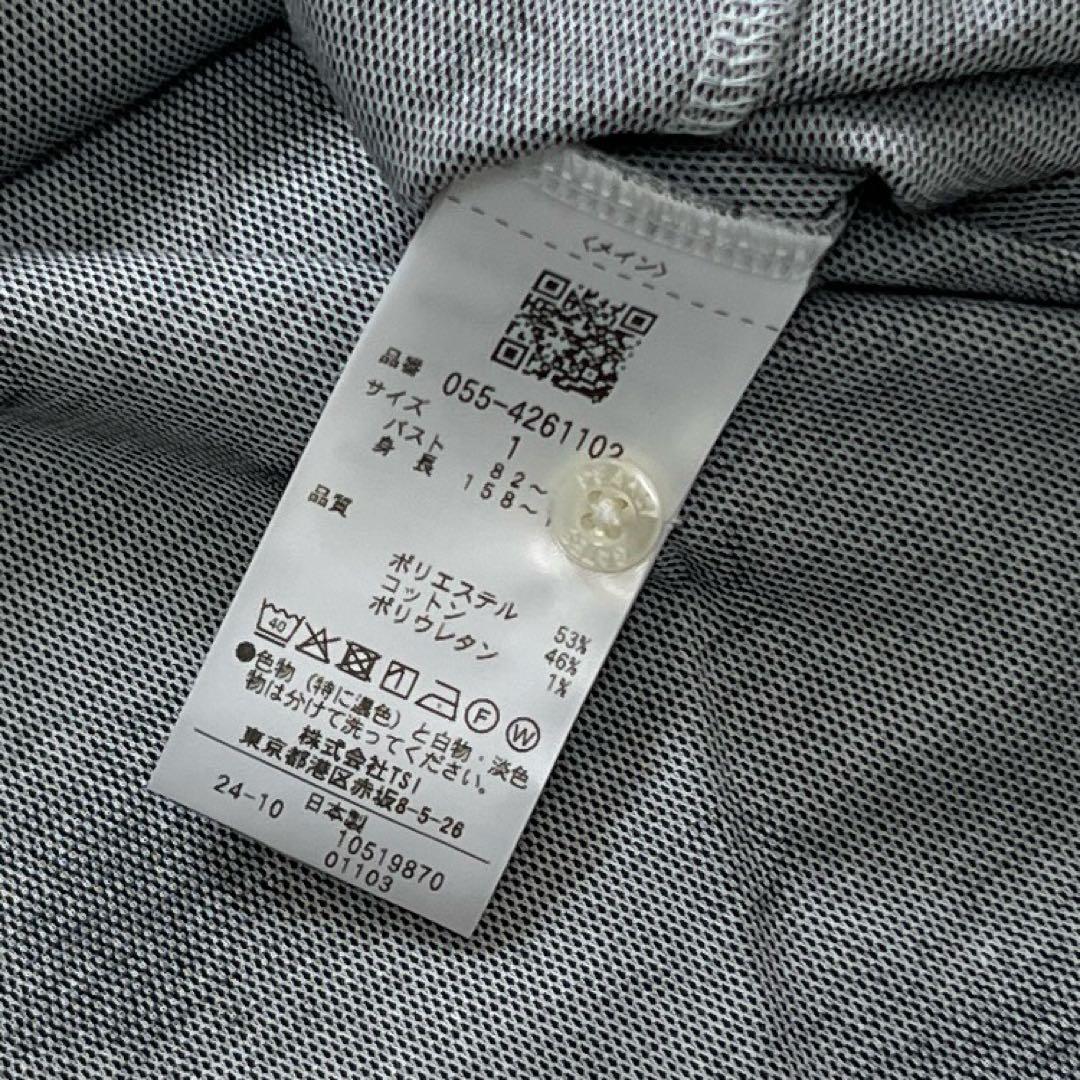 〈メイン〉
品番 055-4261102
サイズ 1
バスト 82〜
身長 158〜
品質
ポリエステル 53%
コットン 46%
ポリウレタン 1%
40
F W
●色物(特に濃色)と白物・淡色
物は分けて洗ってください。
株式会社TSI
東京都港区赤坂8-5-26
24-10 日本製
10519870
01103